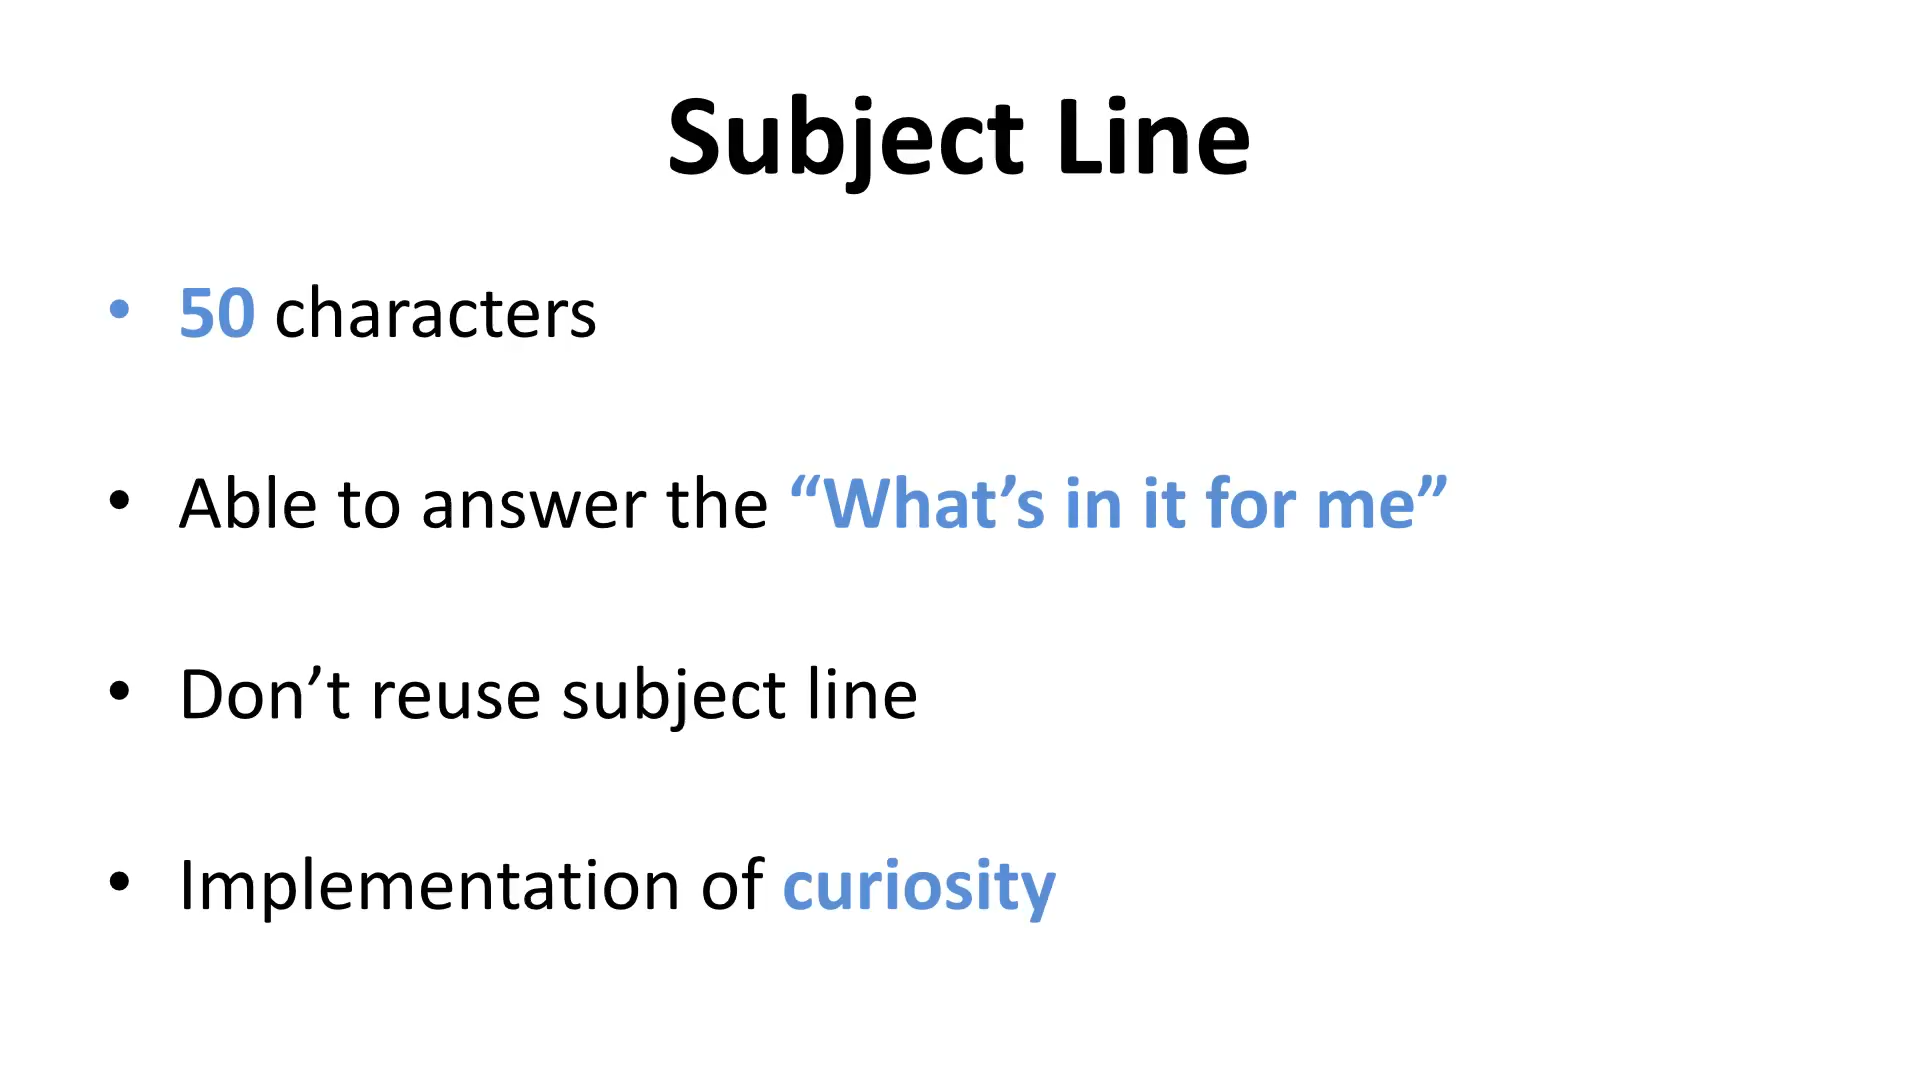 Subject Line
• 50 characters
• Able to answer the “What’s in it for me”
• Don’t reuse subject line
• Implementation of curiosity